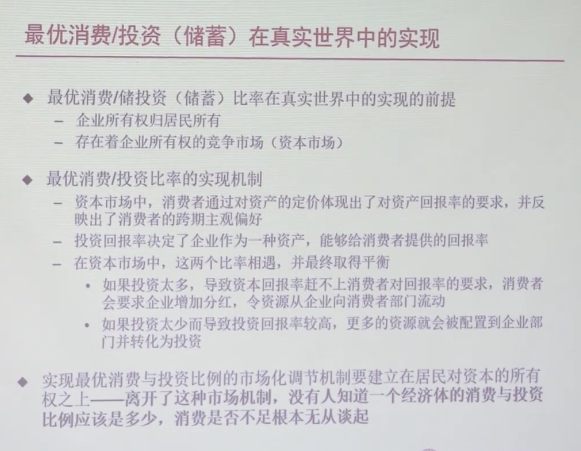 最优消费/投资（储蓄）在真实世界中的实现
◆ 最优消费/储投资（储蓄）比率在真实世界中的实现的前提
– 企业所有权归居民所有
– 存在着企业所有权的竞争市场（资本市场）
◆ 最优消费/投资比率的实现机制
– 资本市场中，消费者通过对资产的定价体现出了对资产回报率的要求，并反
映出了消费者的跨期主观偏好
– 投资回报率决定了企业作为一种资产，能够给消费者提供的回报率
– 在资本市场中，这两个比率相遇，并最终取得平衡
• 如果投资太多，导致资本回报率赶不上消费者对回报率的要求，消费者
会要求企业增加分红，令资源从企业向消费者部门流动
• 如果投资太少而导致投资回报率较高，更多的资源就会被配置到企业部
门并转化为投资
◆ 实现最优消费与投资比例的市场化调节机制要建立在居民对资本的所有
权之上——离开了这种市场机制，没有人知道一个经济体的消费与投资
比例应该是多少，消费是否不足根本无从谈起